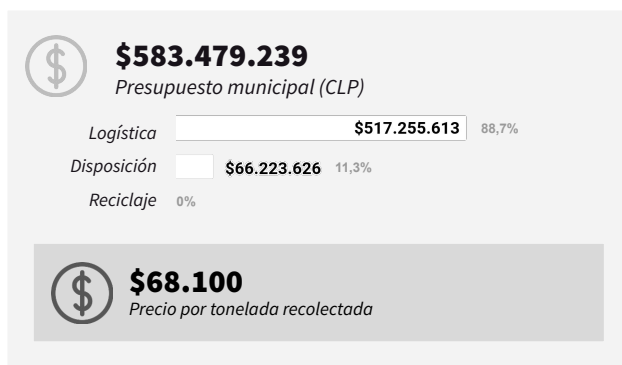 $583.479.239
Presupuesto municipal (CLP)
Logística $517.255.613 88,7%
Disposición $66.223.626 11,3%
Reciclaje 0%
$68.100
Precio por tonelada recolectada